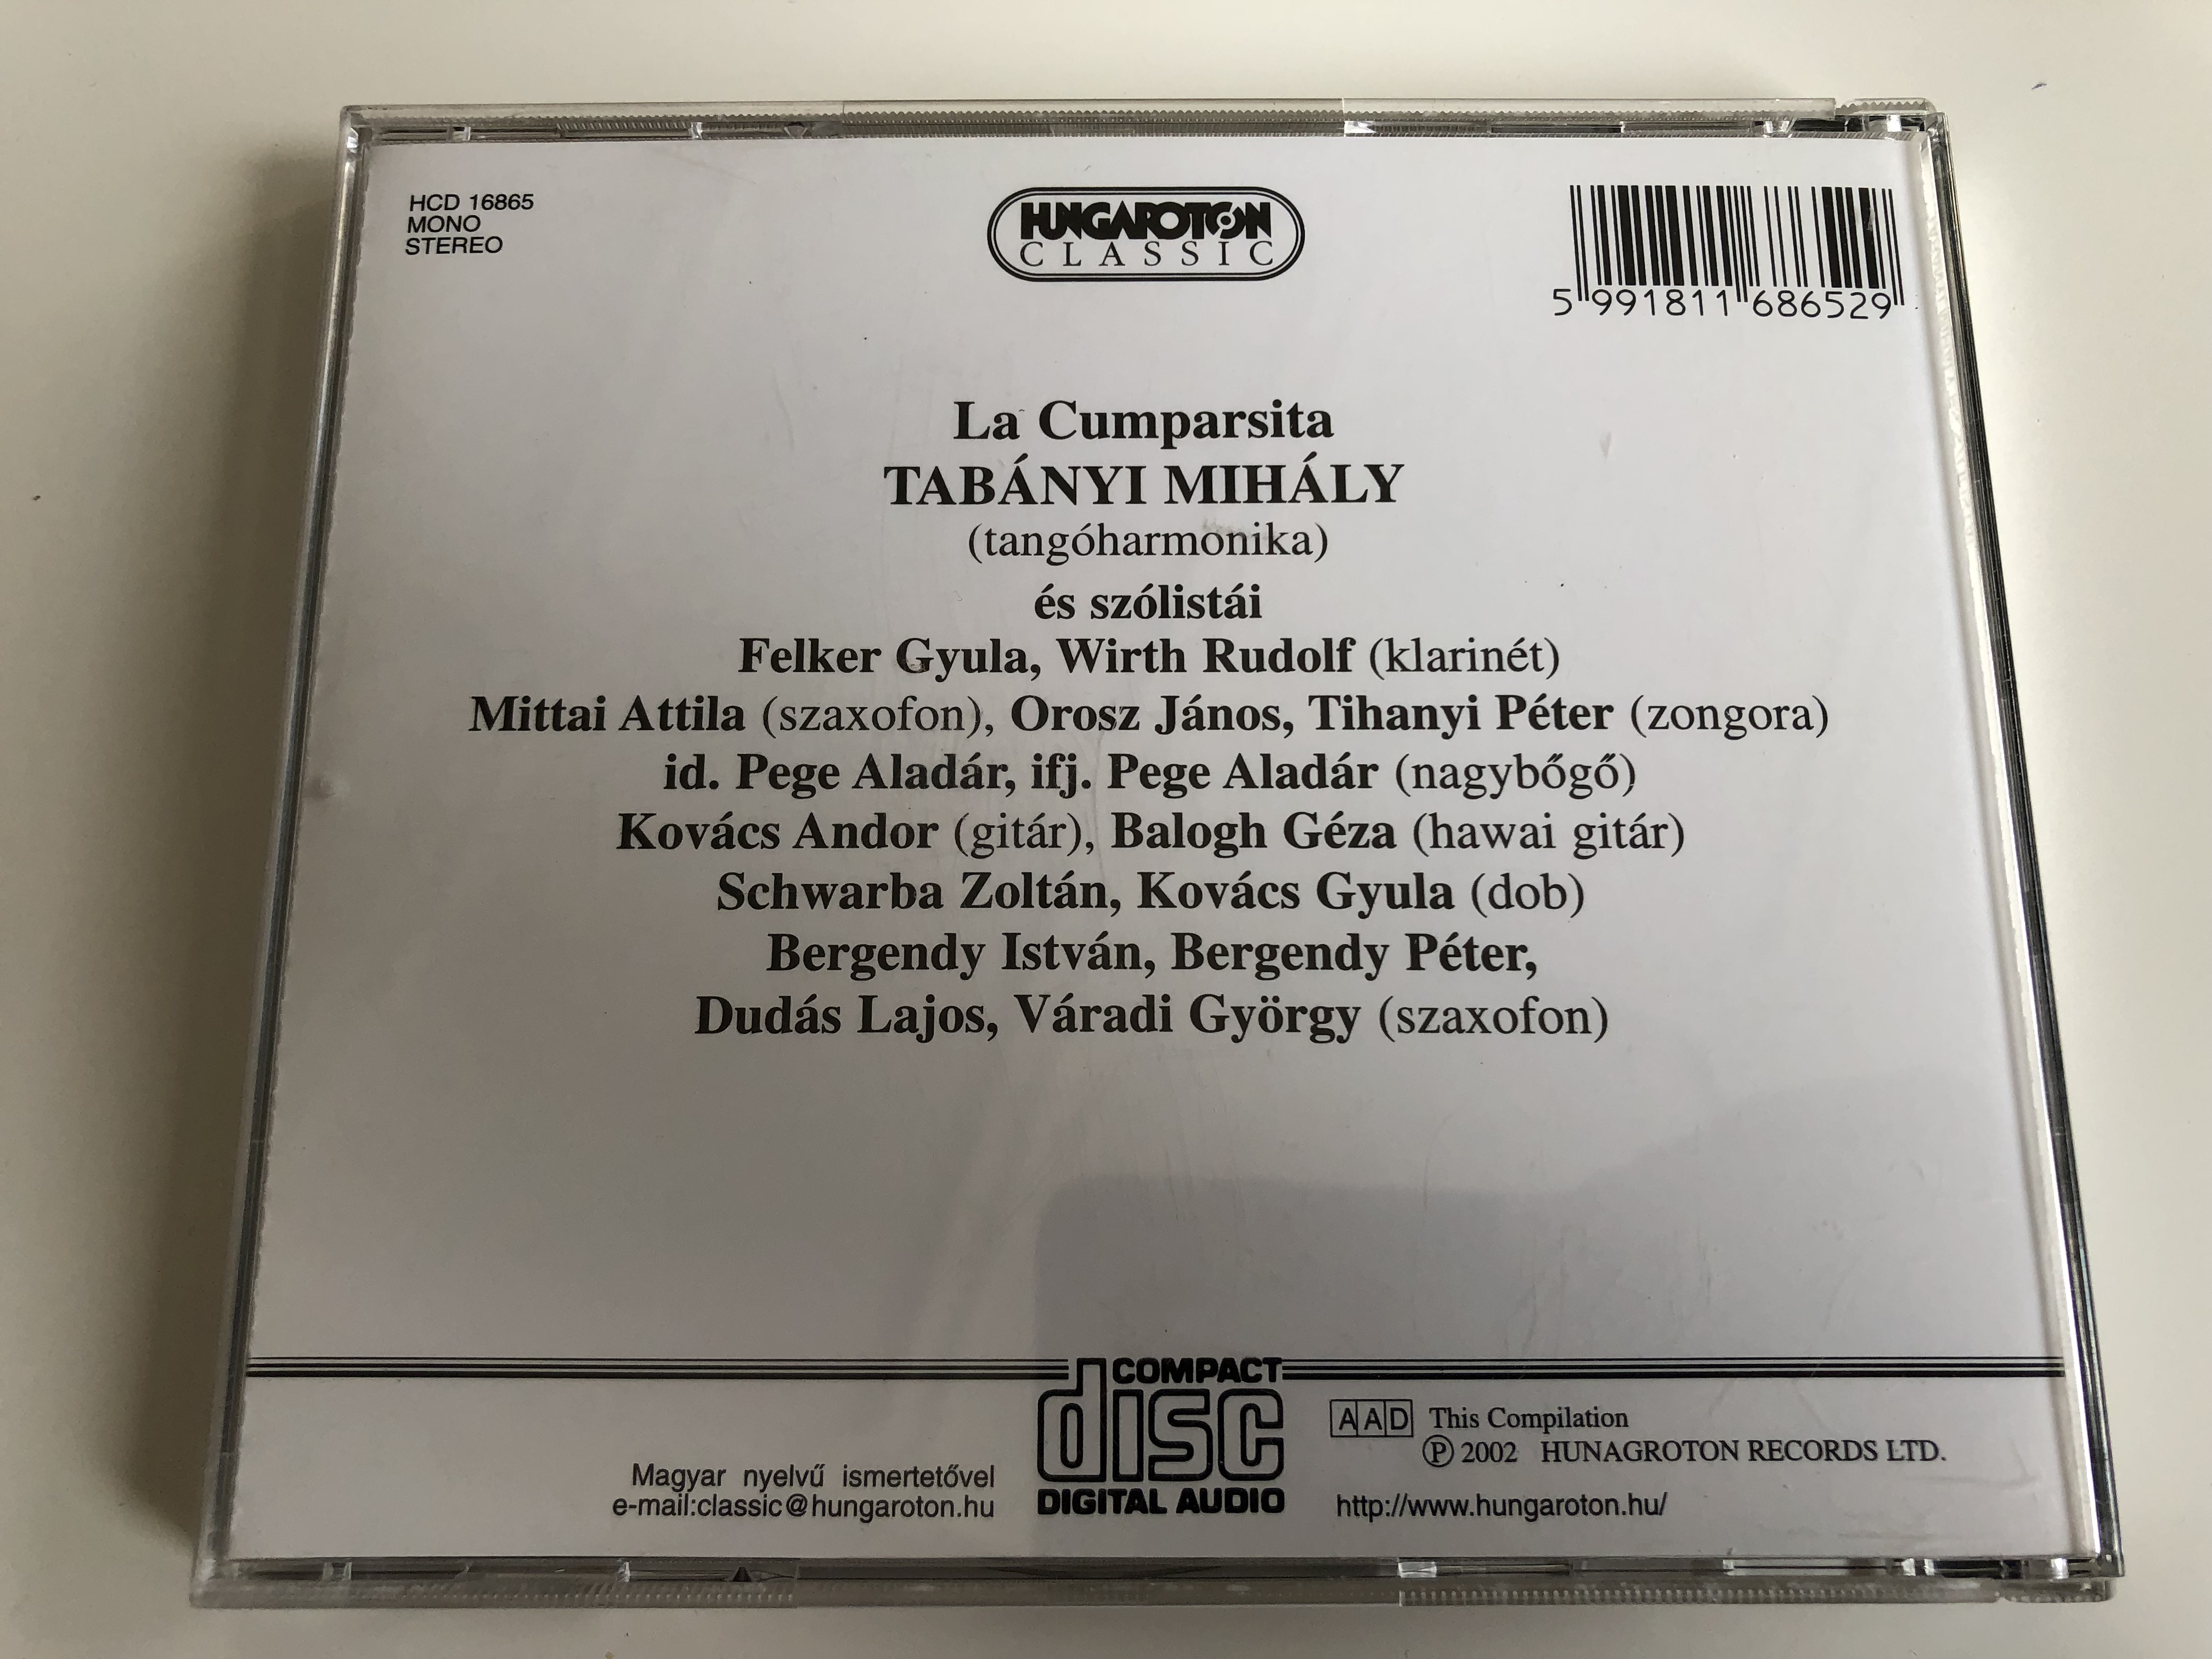 HCD 16865
MONO
STEREO
HUNGAROTON
CLASSIC
5 991811 686529
La Cumparsita
TABÁNYI MIHÁLY
(tangóharmonika)
és szólistái
Felker Gyula, Wirth Rudolf (klarinét)
Mittai Attila (szaxofon), Orosz János, Tihanyi Péter (zongora)
id. Pege Aladár, ifj. Pege Aladár (nagybőgő)
Kovács Andor (gitár), Balogh Géza (hawai gitár)
Schwarba Zoltán, Kovács Gyula (dob)
Bergendy István, Bergendy Péter,
Dudás Lajos, Váradi György (szaxofon)
Magyar nyelvű ismertetővel
e-mail:classic@hungaroton.hu
COMPACT
disc
DIGITAL AUDIO
AAD This Compilation
Ⓟ 2002 HUNAGROTON RECORDS LTD.
http://www.hungaroton.hu/